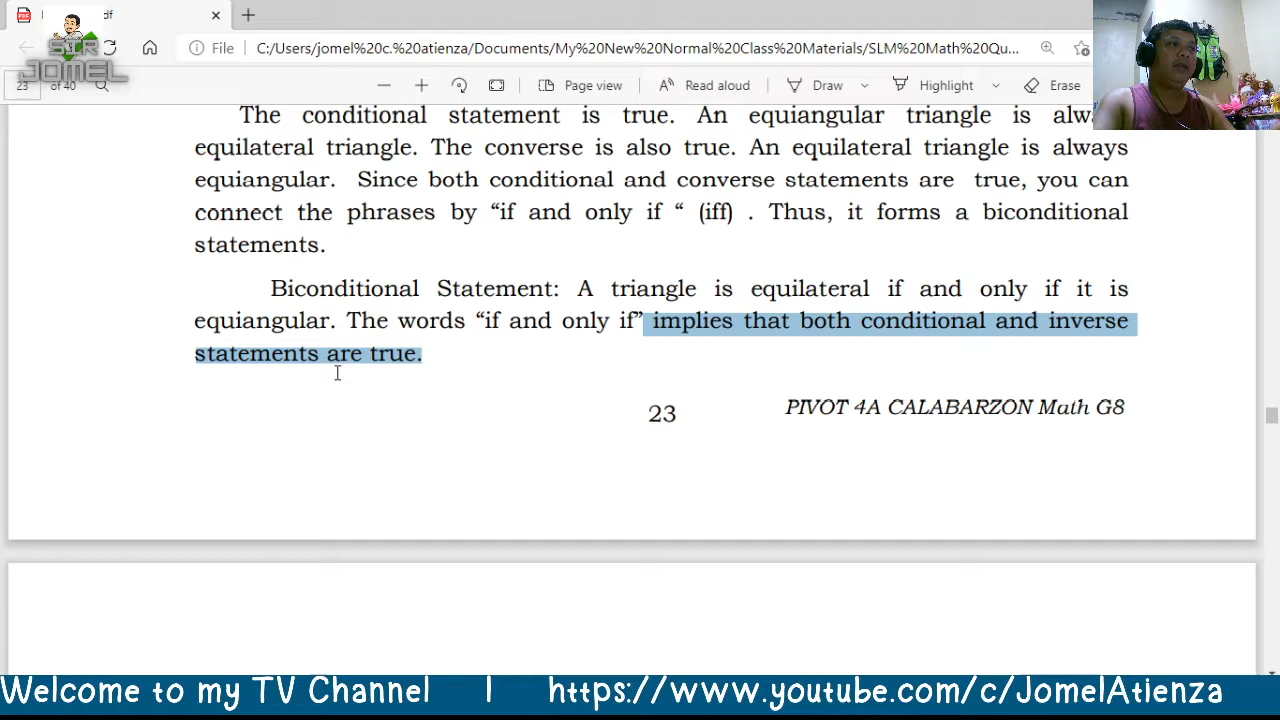 df
SIR
JOMEL
File
C:/Users/jomel%20c.%20atienza/Documents/My%20New%20Normal%20Class%20Materials/SLM%20Math%20Qu...
23
of 40
Page view
Read aloud
Draw
Highlight
Erase
The conditional statement is true. An equiangular triangle is
equilateral triangle. The converse is also true. An equilateral triangle is always
equiangular. Since both conditional and converse statements are true, you can
connect the phrases by “if and only if “ (iff) . Thus, it forms a biconditional
statements.
Biconditional Statement: A triangle is equilateral if and only if it is
equiangular. The words “if and only if” implies that both conditional and inverse
statements are true.
23
PIVOT 4A CALABARZON Math G8
Welcome to my TV Channel | https://www.youtube.com/c/JomelAtienza